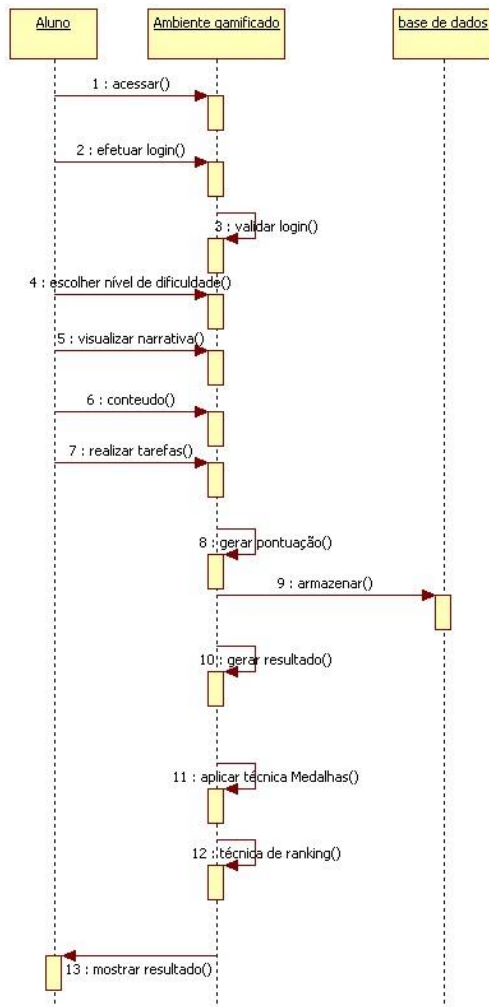 Aluno
Ambiente gamificado
base de dados
1 : acessar()
2 : efetuar login()
3 : validar login()
4 : escolher nível de dificuldade()
5 : visualizar narrativa()
6 : conteudo()
7 : realizar tarefas()
8 : gerar pontuação()
9 : armazenar()
10 : gerar resultado()
11 : aplicar técnica Medalhas()
12 : técnica de ranking()
13 : mostrar resultado()